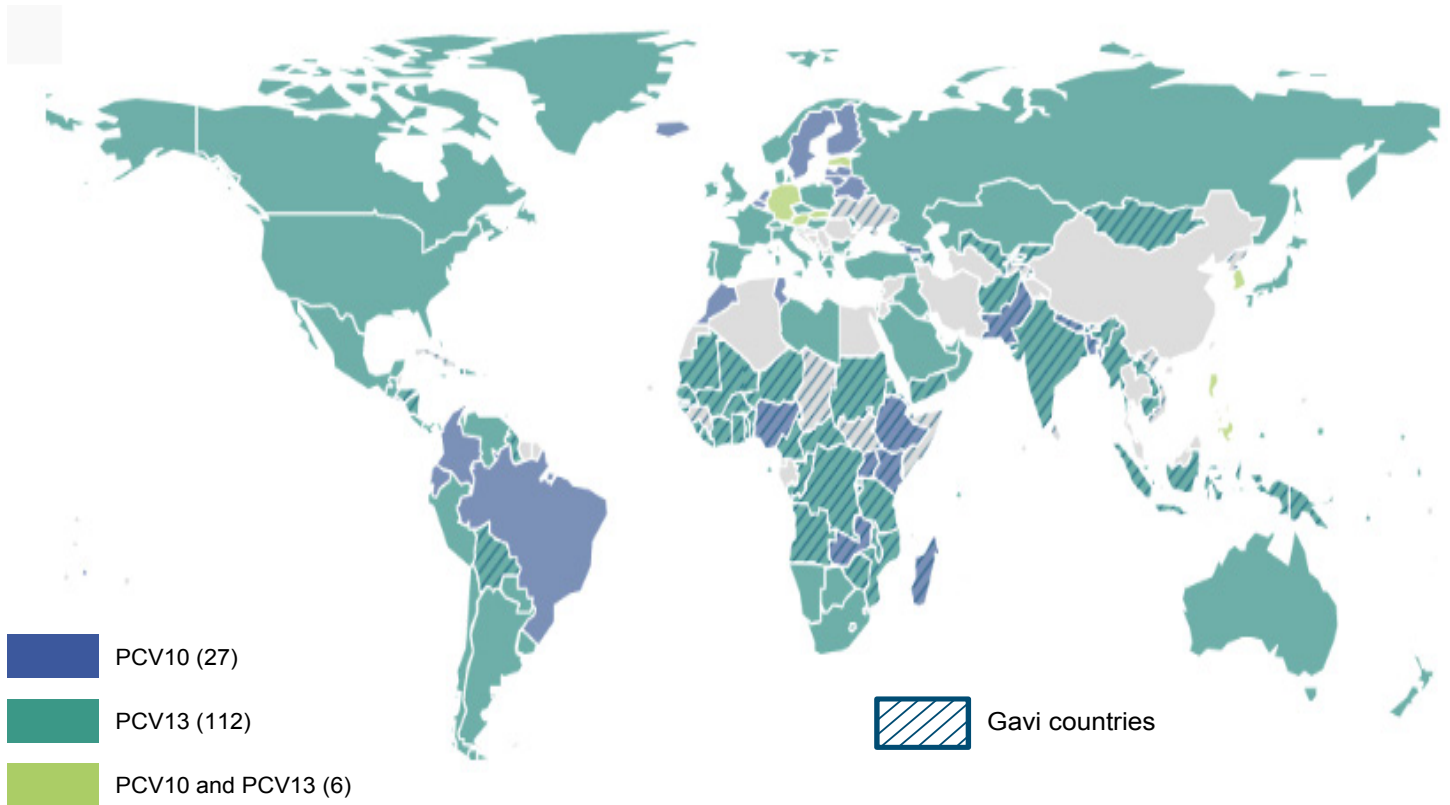 PCV10 (27)
PCV13 (112)
Gavi countries
PCV10 and PCV13 (6)